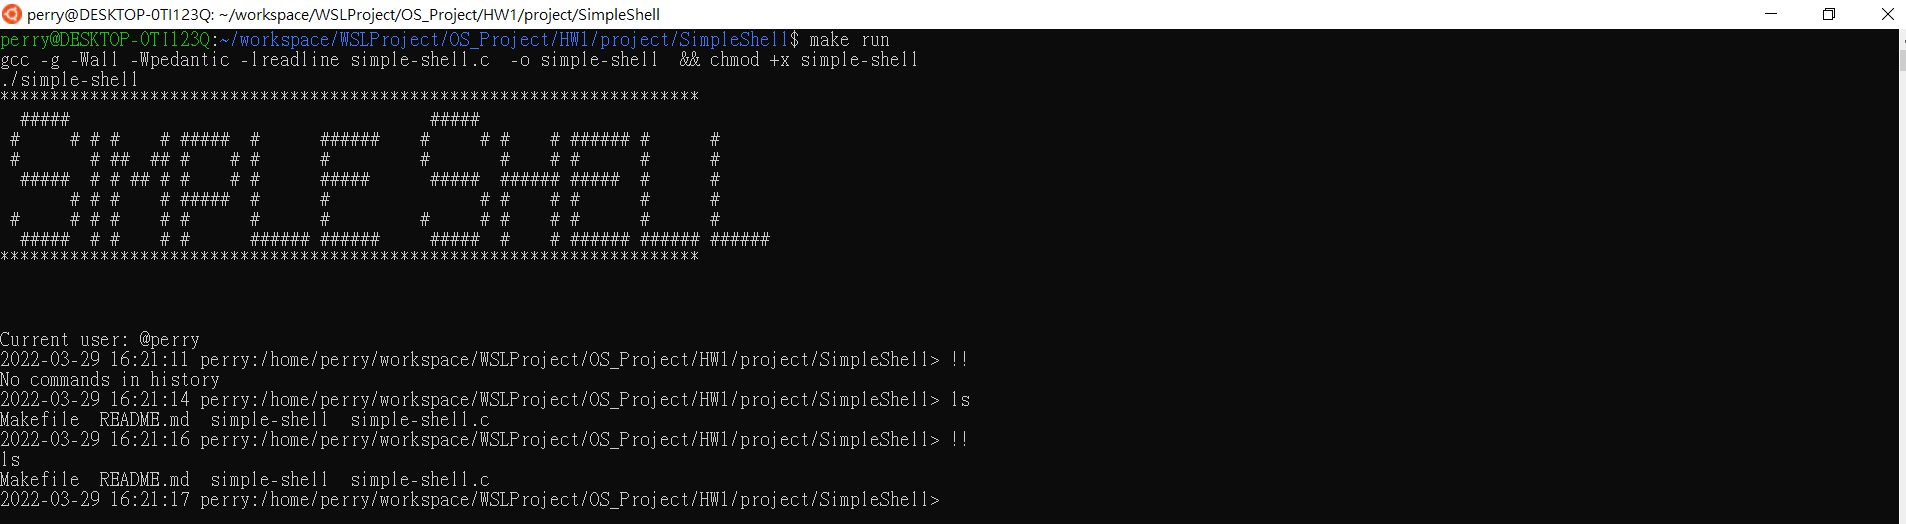 perry@DESKTOP-0TI123Q: ~/workspace/WSLProject/OS_Project/HW1/project/SimpleShell
perry@DESKTOP-0TI123Q:~/workspace/WSLProject/OS_Project/HW1/project/SimpleShell$ make run
gcc -g -Wall -Wpedantic -lreadline simple-shell.c  -o simple-shell  && chmod +x simple-shell
./simple-shell
**********************************************************************
  #####                                    #####
 #     # # #    # #####  #      ######    #     # #    # ###### #      #
 #       # ##  ## #    # #      #         #       #    # #      #      #
  #####  # # ## # #    # #      #####      #####  ###### #####  #      #
       # # #    # #####  #      #               # #    # #      #      #
 #     # # #    # #      #      #         #     # #    # #      #      #
  #####  # #    # #      ###### ######     #####  #    # ###### ###### ######
**********************************************************************
Current user: @perry
2022-03-29 16:21:11 perry:/home/perry/workspace/WSLProject/OS_Project/HW1/project/SimpleShell> !!
No commands in history
2022-03-29 16:21:14 perry:/home/perry/workspace/WSLProject/OS_Project/HW1/project/SimpleShell> ls
Makefile  README.md  simple-shell  simple-shell.c
2022-03-29 16:21:16 perry:/home/perry/workspace/WSLProject/OS_Project/HW1/project/SimpleShell> !!
ls
Makefile  README.md  simple-shell  simple-shell.c
2022-03-29 16:21:17 perry:/home/perry/workspace/WSLProject/OS_Project/HW1/project/SimpleShell>